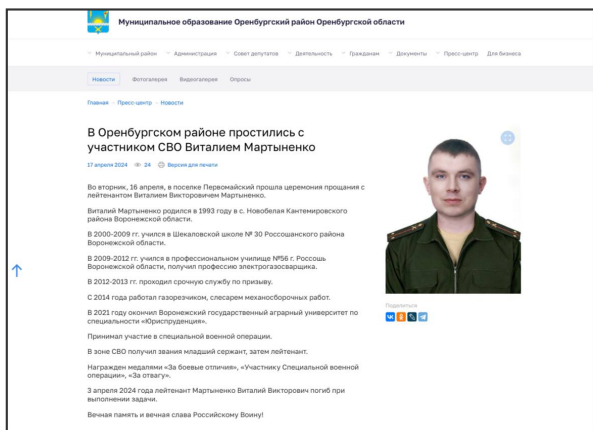 Муниципальное образование Оренбургский район Оренбургской области
Муниципальный район Администрация Совет депутатов Деятельность Гражданам Документы Пресс-центр Для бизнеса
Новости Фотогалерея Видеогалерея Опросы
Главная Пресс-центр Новости
В Оренбургском районе простились с
участником СВО Виталием Мартыненко
17 апреля 2024 24 Версия для печати
Во вторник, 16 апреля, в поселке Первомайский прошла церемония прощания с
лейтенантом Виталием Викторовичем Мартыненко.
Виталий Мартыненко родился в 1993 году в с. Новобелая Кантемировского
района Воронежской области.
В 2000-2009 гг. учился в Шекаловской школе № 30 Россошанского района
Воронежской области.
В 2009-2012 гг. учился в профессиональном училище №56 г. Россошь
Воронежской области, получил профессию электрогазосварщика.
В 2012-2013 гг. проходил срочную службу по призыву.
С 2014 года работал газорезчиком, слесарем механосборочных работ.
В 2021 году окончил Воронежский государственный аграрный университет по
специальности «Юриспруденция».
Принимал участие в специальной военной операции.
В зоне СВО получил звания младший сержант, затем лейтенант.
Награжден медалями «За боевые отличия», «Участнику Специальной военной
операции», «За отвагу».
3 апреля 2024 года лейтенант Мартыненко Виталий Викторович погиб при
выполнении задачи.
Вечная память и вечная слава Российскому Воину!
Поделиться: